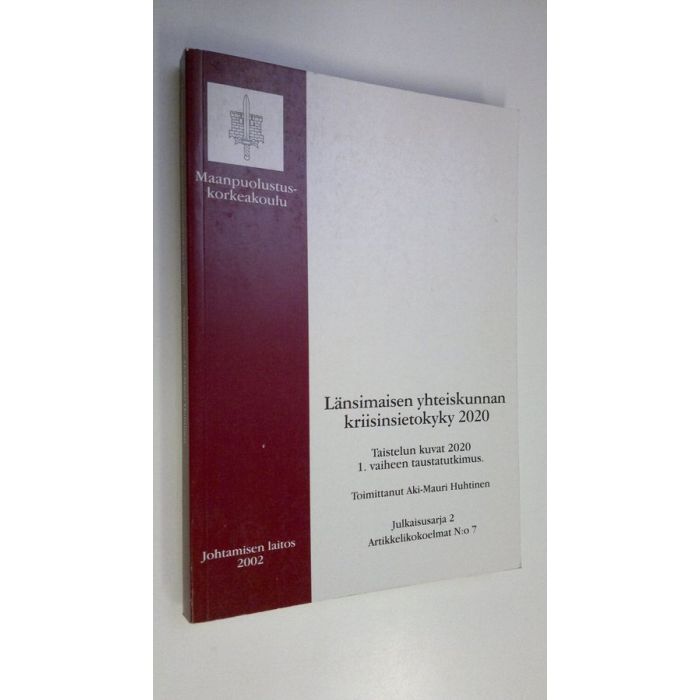 Maanpuolustus-
korkeakoulu
Länsimaisen yhteiskunnan
kriisinsietokyky 2020
Taistelun kuvat 2020
1. vaiheen taustatutkimus.
Toimittanut Aki-Mauri Huhtinen
Julkaisusarja 2
Artikkelikokoelmat N:o 7
Johtamisen laitos
2002